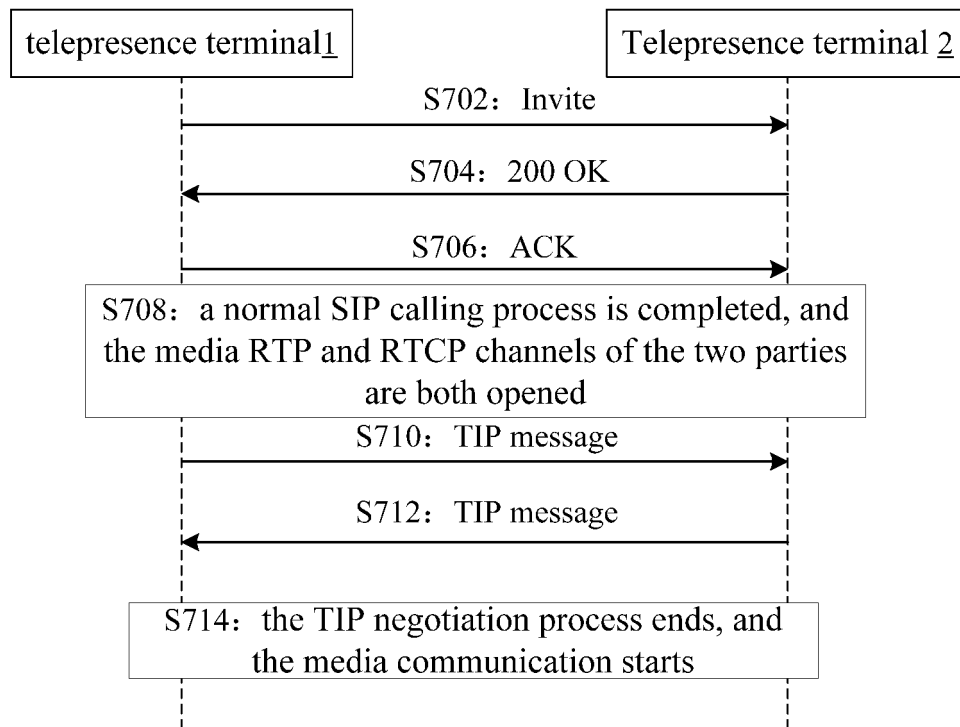 telepresence terminal1
Telepresence terminal 2
S702：Invite
S704：200 OK
S706：ACK
S708：a normal SIP calling process is completed, and
the media RTP and RTCP channels of the two parties
are both opened
S710：TIP message
S712：TIP message
S714：the TIP negotiation process ends, and
the media communication starts